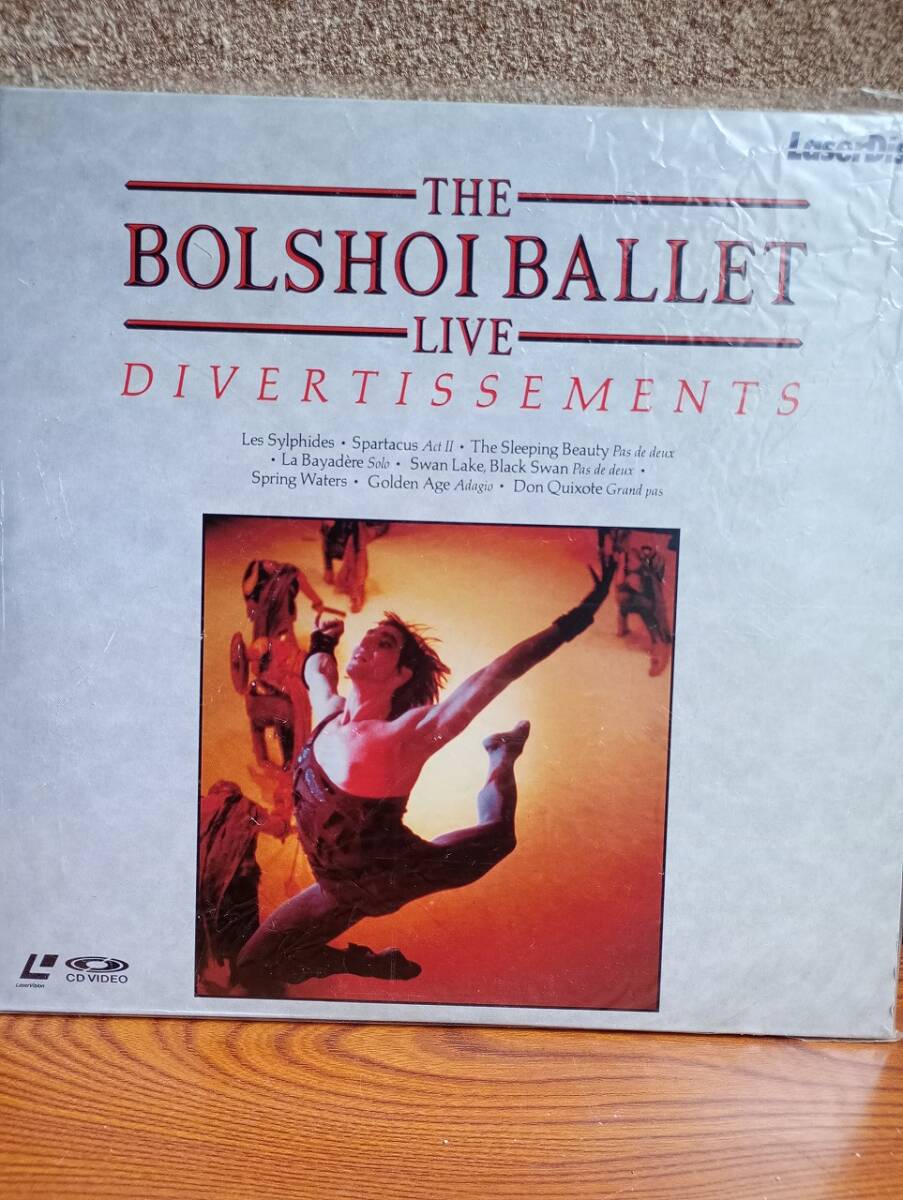 LaserDis
THE
BOLSHOI BALLET
LIVE
DIVERTISSEMENTS
Les Sylphides • Spartacus Act II • The Sleeping Beauty Pas de deux
• La Bayadère Solo • Swan Lake, Black Swan Pas de deux •
Spring Waters • Golden Age Adagio • Don Quixote Grand pas
LaserVision
CD VIDEO